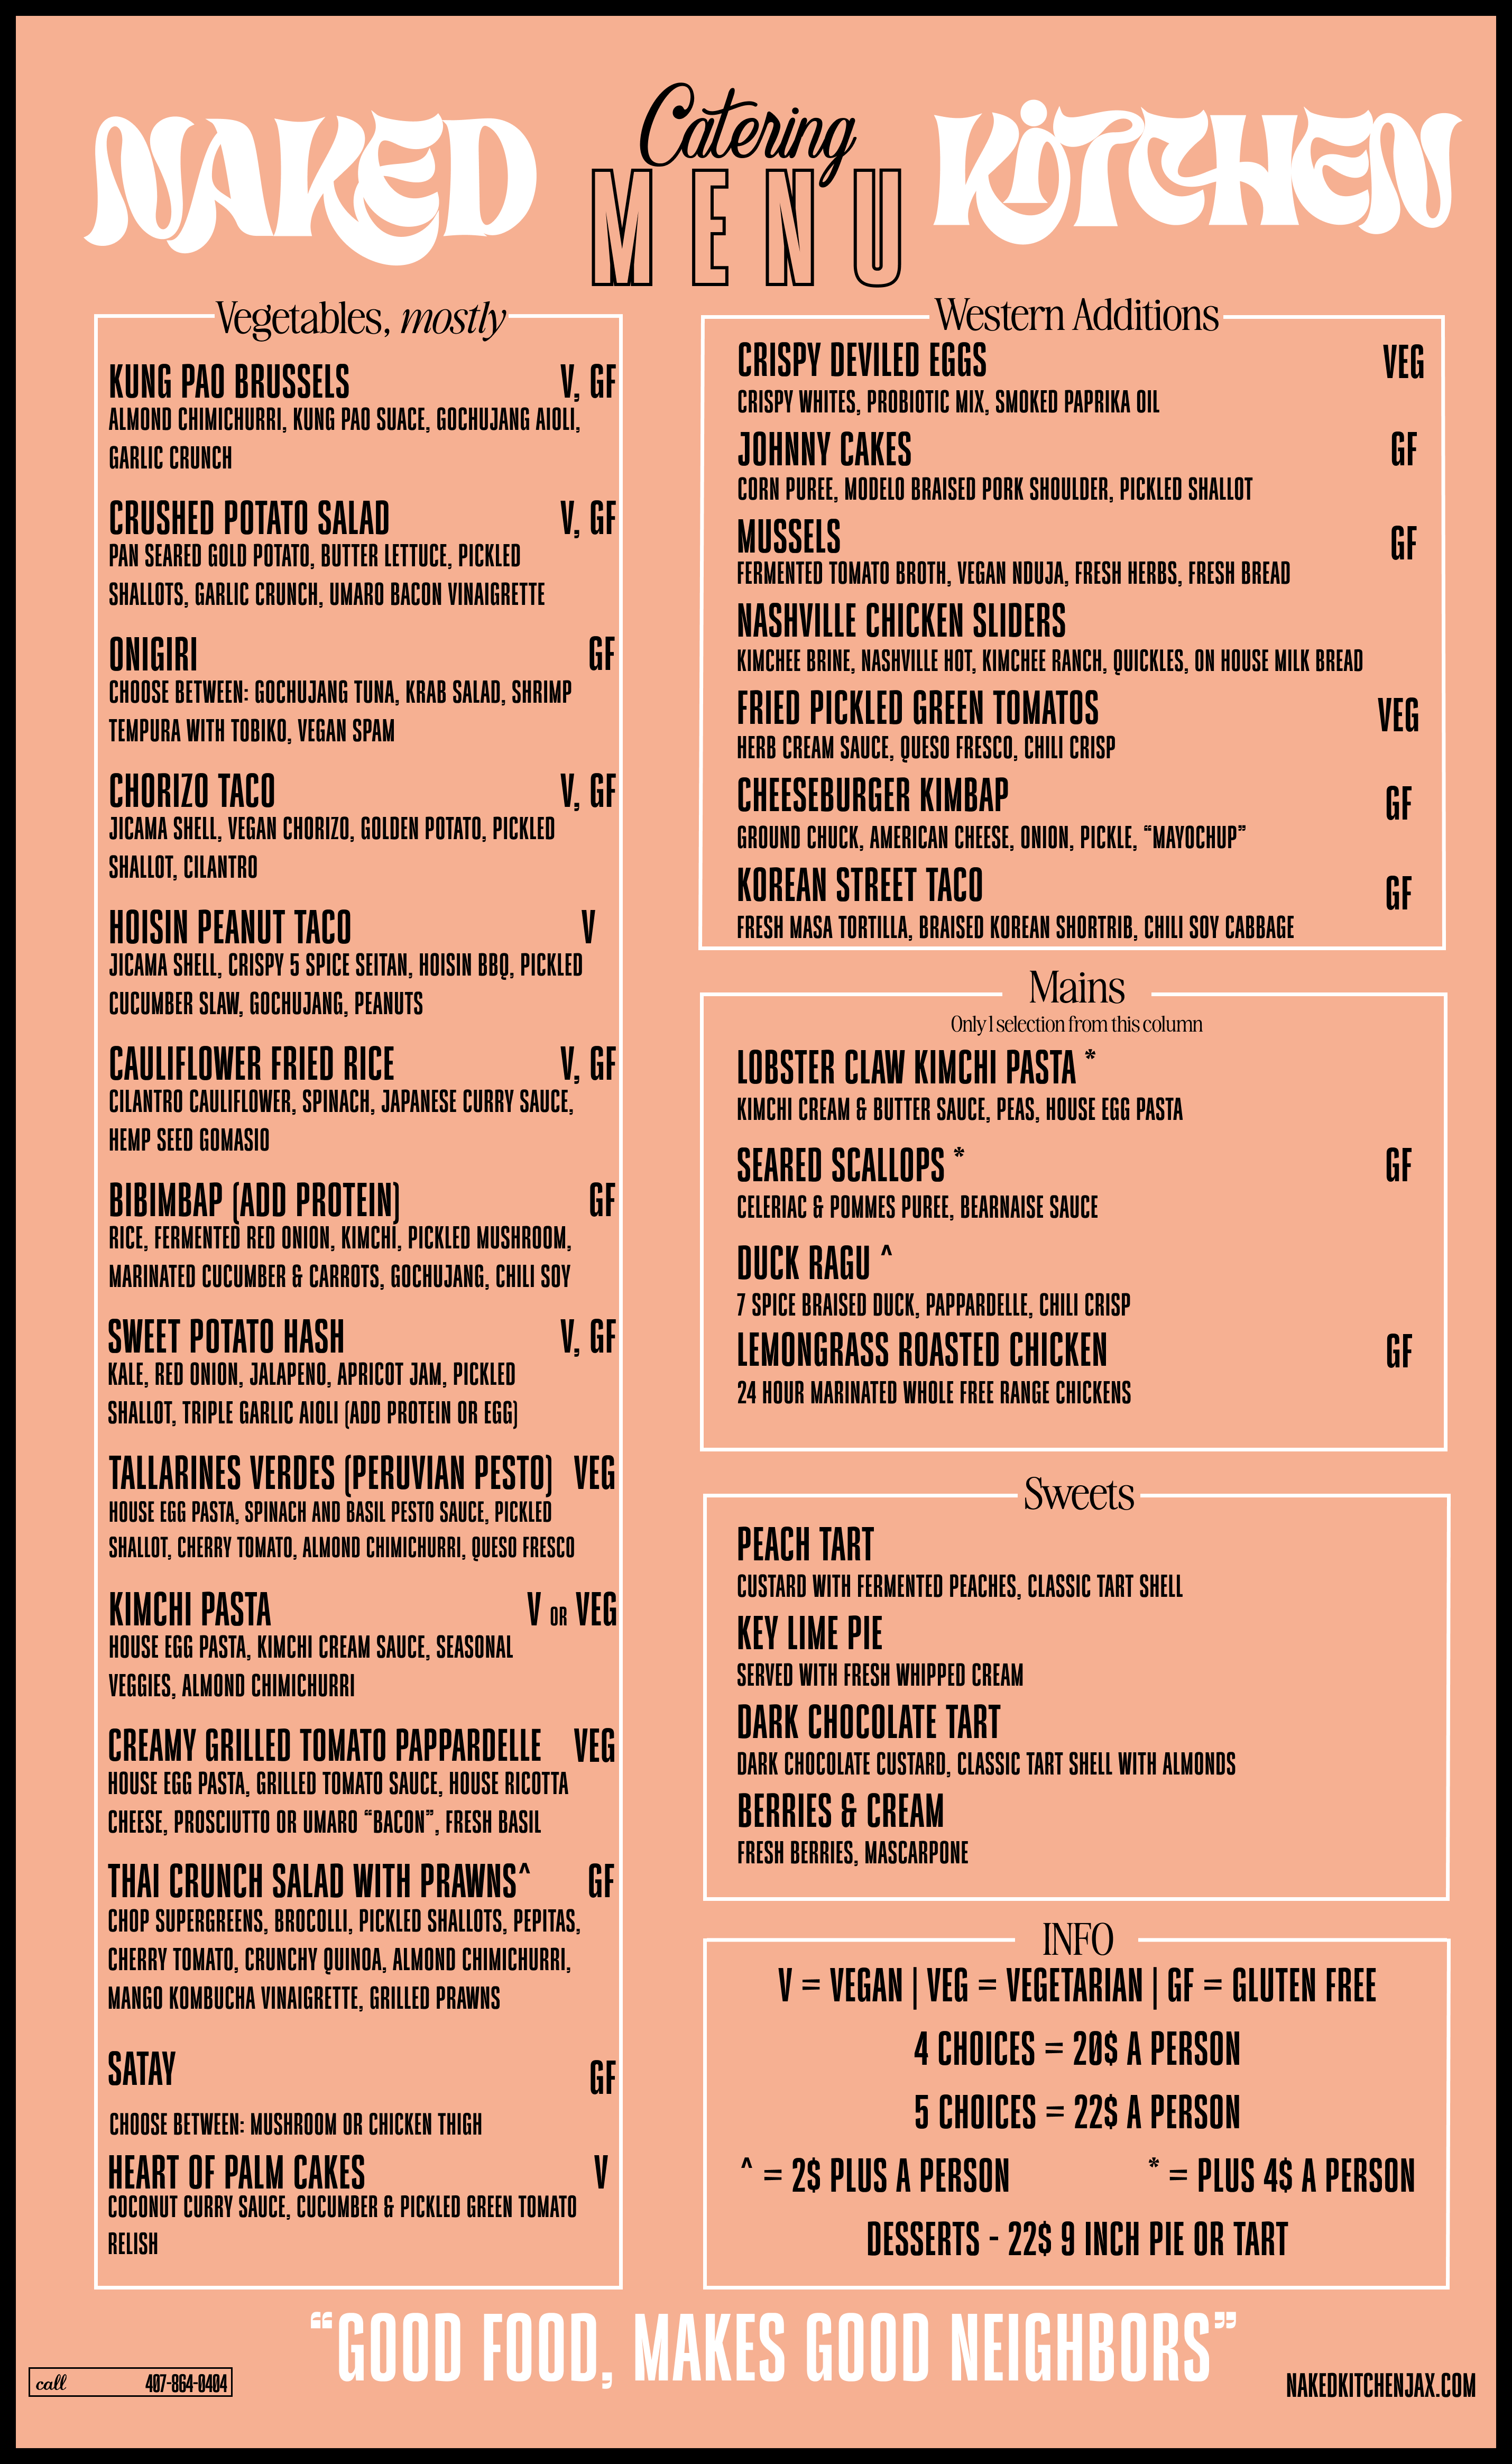 NAKED
Catering
MENU
KiTCHEN
Vegetables, mostly
KUNG PAO BRUSSELS V, GF
ALMOND CHIMICHURRI, KUNG PAO SUACE, GOCHUJANG AIOLI,
GARLIC CRUNCH
CRUSHED POTATO SALAD V, GF
PAN SEARED GOLD POTATO, BUTTER LETTUCE, PICKLED
SHALLOTS, GARLIC CRUNCH, UMARO BACON VINAIGRETTE
ONIGIRI GF
CHOOSE BETWEEN: GOCHUJANG TUNA, KRAB SALAD, SHRIMP
TEMPURA WITH TOBIKO, VEGAN SPAM
CHORIZO TACO V, GF
JICAMA SHELL, VEGAN CHORIZO, GOLDEN POTATO, PICKLED
SHALLOT, CILANTRO
HOISIN PEANUT TACO V
JICAMA SHELL, CRISPY 5 SPICE SEITAN, HOISIN BBQ, PICKLED
CUCUMBER SLAW, GOCHUJANG, PEANUTS
CAULIFLOWER FRIED RICE V, GF
CILANTRO CAULIFLOWER, SPINACH, JAPANESE CURRY SAUCE,
HEMP SEED GOMASIO
BIBIMBAP (ADD PROTEIN) GF
RICE, FERMENTED RED ONION, KIMCHI, PICKLED MUSHROOM,
MARINATED CUCUMBER & CARROTS, GOCHUJANG, CHILI SOY
SWEET POTATO HASH V, GF
KALE, RED ONION, JALAPENO, APRICOT JAM, PICKLED
SHALLOT, TRIPLE GARLIC AIOLI (ADD PROTEIN OR EGG)
TALLARINES VERDES (PERUVIAN PESTO) VEG
HOUSE EGG PASTA, SPINACH AND BASIL PESTO SAUCE, PICKLED
SHALLOT, CHERRY TOMATO, ALMOND CHIMICHURRI, QUESO FRESCO
KIMCHI PASTA V OR VEG
HOUSE EGG PASTA, KIMCHI CREAM SAUCE, SEASONAL
VEGGIES, ALMOND CHIMICHURRI
CREAMY GRILLED TOMATO PAPPARDELLE VEG
HOUSE EGG PASTA, GRILLED TOMATO SAUCE, HOUSE RICOTTA
CHEESE, PROSCIUTTO OR UMARO “BACON”, FRESH BASIL
THAI CRUNCH SALAD WITH PRAWNS^ GF
CHOP SUPERGREENS, BROCOLLI, PICKLED SHALLOTS, PEPITAS,
CHERRY TOMATO, CRUNCHY QUINOA, ALMOND CHIMICHURRI,
MANGO KOMBUCHA VINAIGRETTE, GRILLED PRAWNS
SATAY GF
CHOOSE BETWEEN: MUSHROOM OR CHICKEN THIGH
HEART OF PALM CAKES V
COCONUT CURRY SAUCE, CUCUMBER & PICKLED GREEN TOMATO
RELISH
Western Additions
CRISPY DEVILED EGGS VEG
CRISPY WHITES, PROBIOTIC MIX, SMOKED PAPRIKA OIL
JOHNNY CAKES GF
CORN PUREE, MODELO BRAISED PORK SHOULDER, PICKLED SHALLOT
MUSSELS GF
FERMENTED TOMATO BROTH, VEGAN NDUJA, FRESH HERBS, FRESH BREAD
NASHVILLE CHICKEN SLIDERS
KIMCHEE BRINE, NASHVILLE HOT, KIMCHEE RANCH, QUICKLES, ON HOUSE MILK BREAD
FRIED PICKLED GREEN TOMATOS VEG
HERB CREAM SAUCE, QUESO FRESCO, CHILI CRISP
CHEESEBURGER KIMBAP GF
GROUND CHUCK, AMERICAN CHEESE, ONION, PICKLE, “MAYOCHUP”
KOREAN STREET TACO GF
FRESH MASA TORTILLA, BRAISED KOREAN SHORTRIB, CHILI SOY CABBAGE
Mains
Only 1 selection from this column
LOBSTER CLAW KIMCHI PASTA *
KIMCHI CREAM & BUTTER SAUCE, PEAS, HOUSE EGG PASTA
SEARED SCALLOPS * GF
CELERIAC & POMMES PUREE, BEARNAISE SAUCE
DUCK RAGU ^
7 SPICE BRAISED DUCK, PAPPARDELLE, CHILI CRISP
LEMONGRASS ROASTED CHICKEN GF
24 HOUR MARINATED WHOLE FREE RANGE CHICKENS
Sweets
PEACH TART
CUSTARD WITH FERMENTED PEACHES, CLASSIC TART SHELL
KEY LIME PIE
SERVED WITH FRESH WHIPPED CREAM
DARK CHOCOLATE TART
DARK CHOCOLATE CUSTARD, CLASSIC TART SHELL WITH ALMONDS
BERRIES & CREAM
FRESH BERRIES, MASCARPONE
INFO
V = VEGAN | VEG = VEGETARIAN | GF = GLUTEN FREE
4 CHOICES = 20$ A PERSON
5 CHOICES = 22$ A PERSON
^ = 2$ PLUS A PERSON * = PLUS 4$ A PERSON
DESSERTS - 22$ 9 INCH PIE OR TART
“GOOD FOOD, MAKES GOOD NEIGHBORS”
call 407-864-0404
NAKEDKITCHENJAX.COM